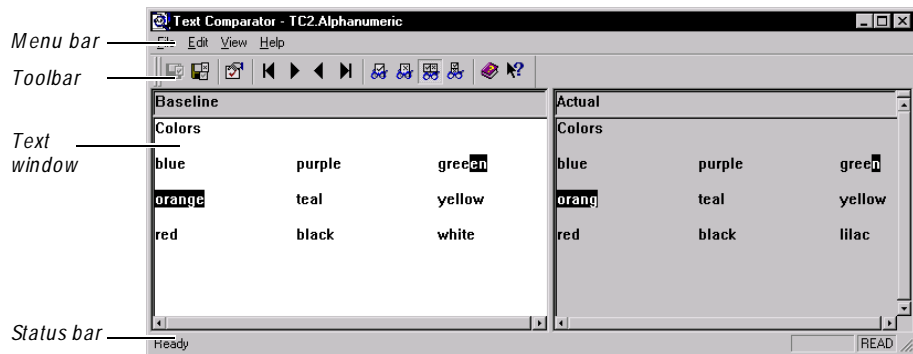 Text Comparator - TC2.Alphanumeric
Menu bar
File Edit View Help
Toolbar
Baseline Actual
Text window
Colors Colors
blue purple greeen blue purple green
orange teal yellow orang teal yellow
red black white red black lilac
Status bar
Ready READ